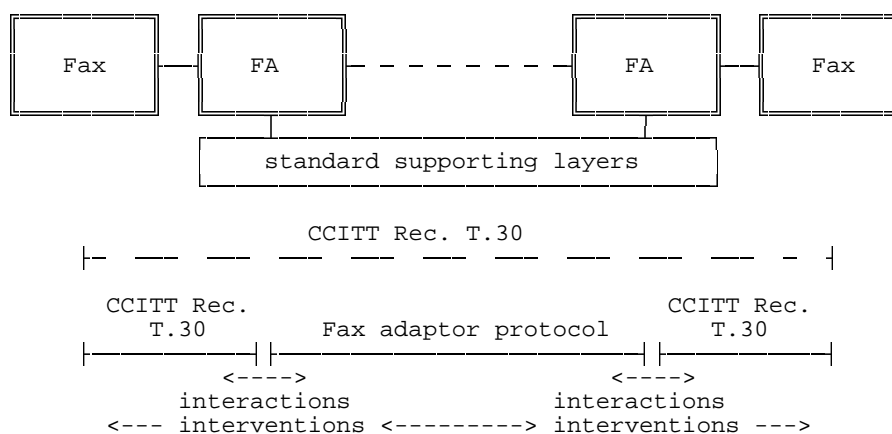 Fax FA FA Fax
standard supporting layers
CCITT Rec. T.30
CCITT Rec. CCITT Rec.
T.30 Fax adaptor protocol T.30
<----> <---->
interactions interactions
<--- interventions <---------> interventions --->